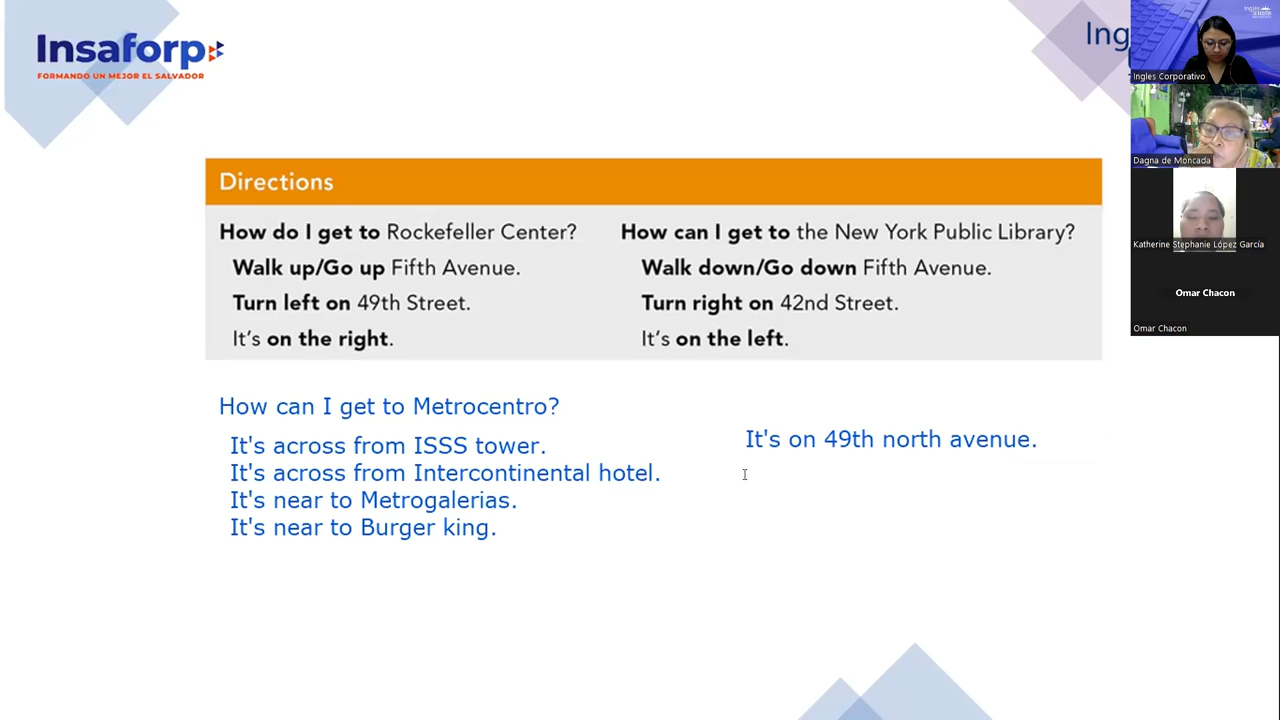 Insaforp
FORMANDO UN MEJOR EL SALVADOR
Ing
Directions
How do I get to Rockefeller Center?
Walk up/Go up Fifth Avenue.
Turn left on 49th Street.
It's on the right.
How can I get to the New York Public Library?
Walk down/Go down Fifth Avenue.
Turn right on 42nd Street.
It's on the left.
How can I get to Metrocentro?
It's across from ISSS tower.
It's across from Intercontinental hotel.
It's near to Metrogalerias.
It's near to Burger king.
It's on 49th north avenue.
Ingles Corporativo
Dagna de Moncada
Katherine Stephanie López García
Omar Chacon
Omar Chacon